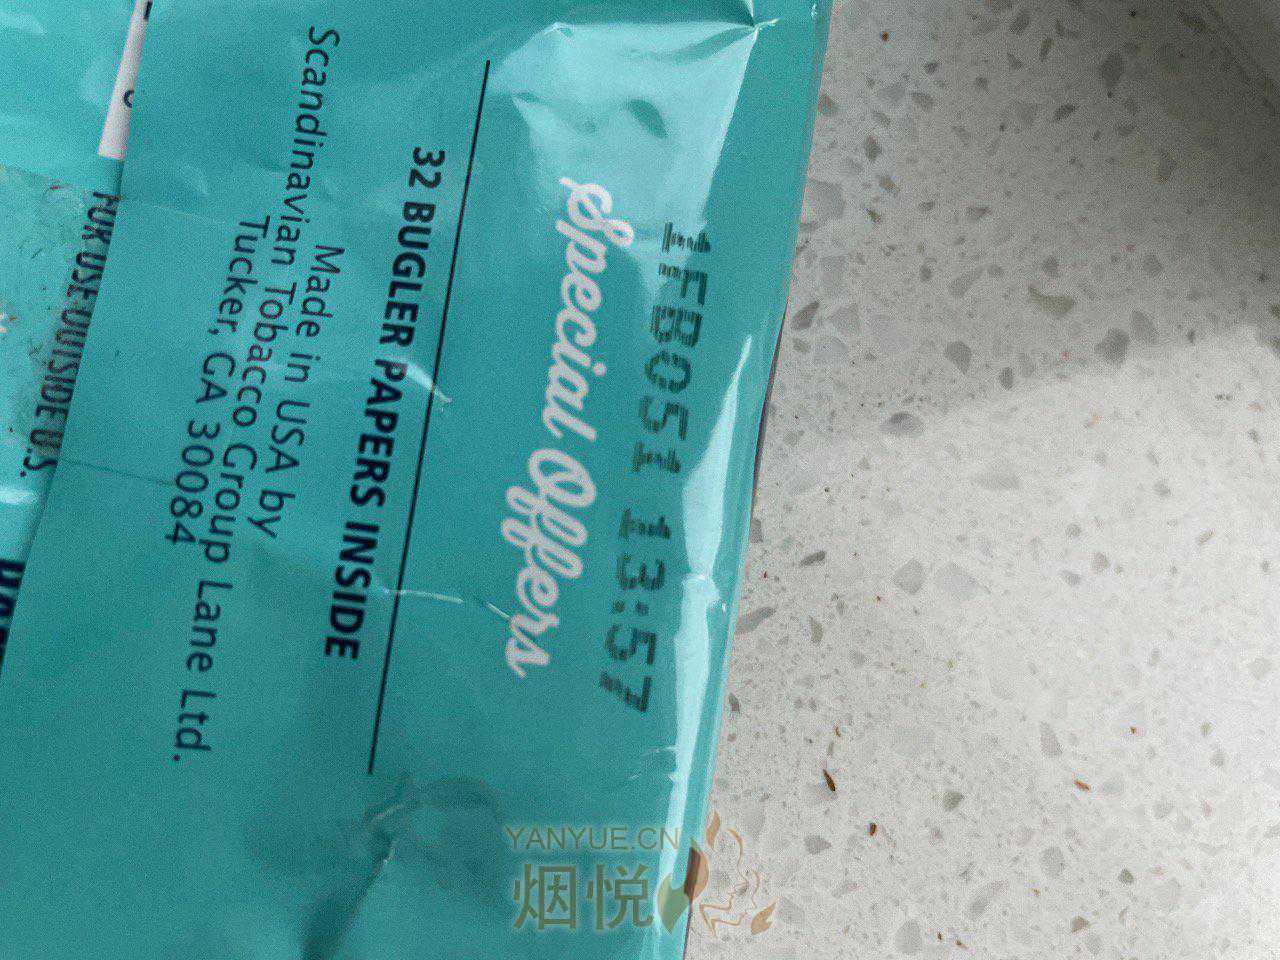 1FB051 13:57
Special Offers
32 BUGLER PAPERS INSIDE
Made in USA by
Scandinavian Tobacco Group Lane Ltd.
Tucker, GA 30084
FOR USE OUTSIDE U.S.
YANYUE.CN
烟悦